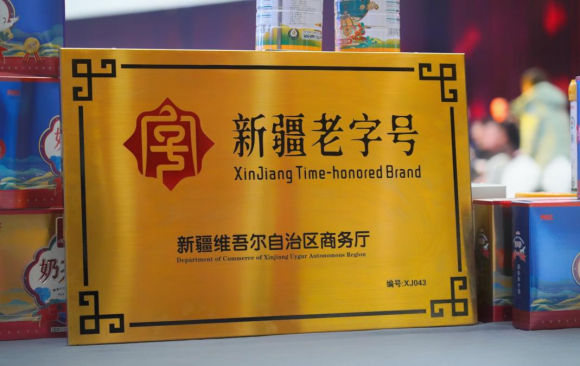 新疆老字号
XinJiang Time-honored Brand
新疆维吾尔自治区商务厅
Department of Commerce of Xinjiang Uygur Autonomous Region
编号:XJ043
奶